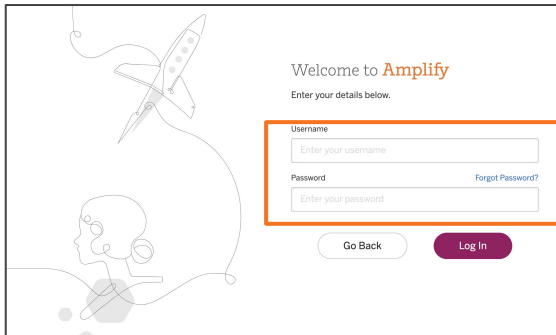 Welcome to Amplify
Enter your details below.
Username
Enter your username
Password Forgot Password?
Enter your password
Go Back Log In